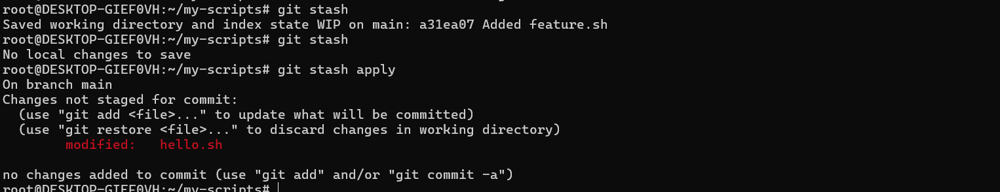 root@DESKTOP-GIEF0VH:~/my-scripts# git stash
Saved working directory and index state WIP on main: a31ea07 Added feature.sh
root@DESKTOP-GIEF0VH:~/my-scripts# git stash
No local changes to save
root@DESKTOP-GIEF0VH:~/my-scripts# git stash apply
On branch main
Changes not staged for commit:
  (use "git add <file>..." to update what will be committed)
  (use "git restore <file>..." to discard changes in working directory)
        modified:   hello.sh

no changes added to commit (use "git add" and/or "git commit -a")
root@DESKTOP-GIEF0VH:~/my-scripts#